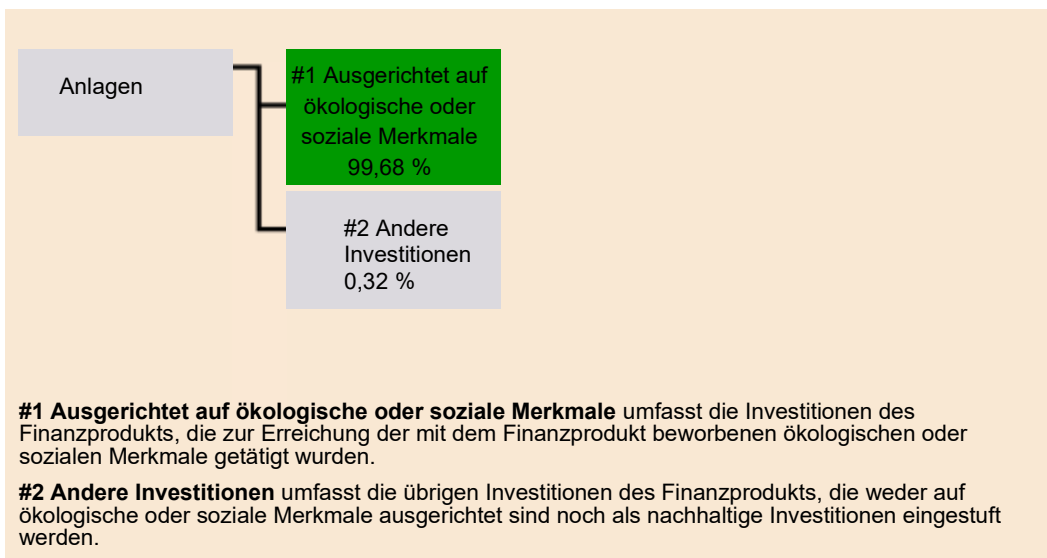 Anlagen
#1 Ausgerichtet auf
ökologische oder
soziale Merkmale
99,68 %
#2 Andere
Investitionen
0,32 %
#1 Ausgerichtet auf ökologische oder soziale Merkmale umfasst die Investitionen des
Finanzprodukts, die zur Erreichung der mit dem Finanzprodukt beworbenen ökologischen oder
sozialen Merkmale getätigt wurden.
#2 Andere Investitionen umfasst die übrigen Investitionen des Finanzprodukts, die weder auf
ökologische oder soziale Merkmale ausgerichtet sind noch als nachhaltige Investitionen eingestuft
werden.